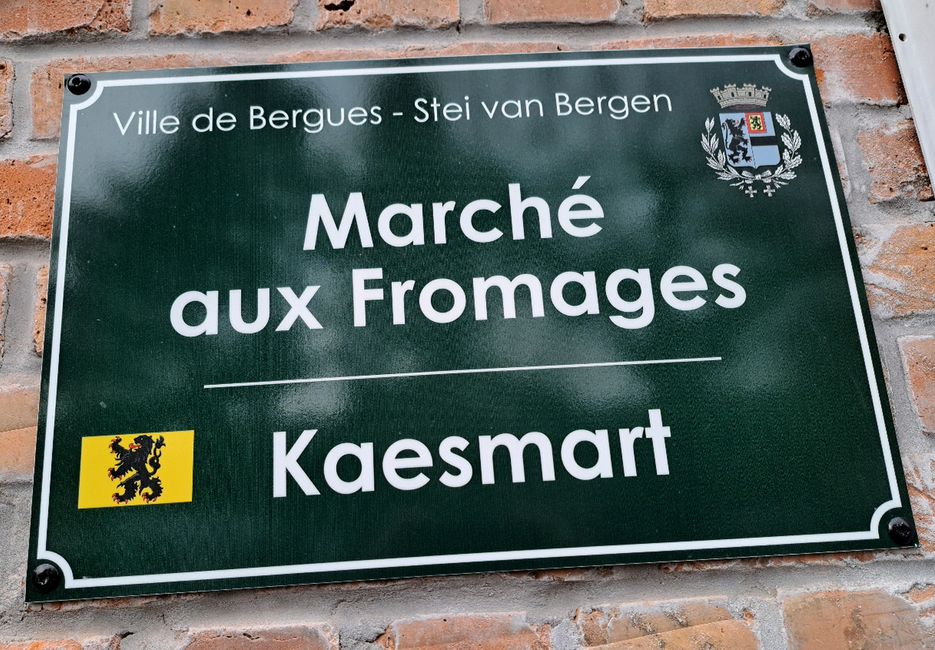 Ville de Bergues - Stei van Bergen
Marché
aux Fromages
Kaesmart